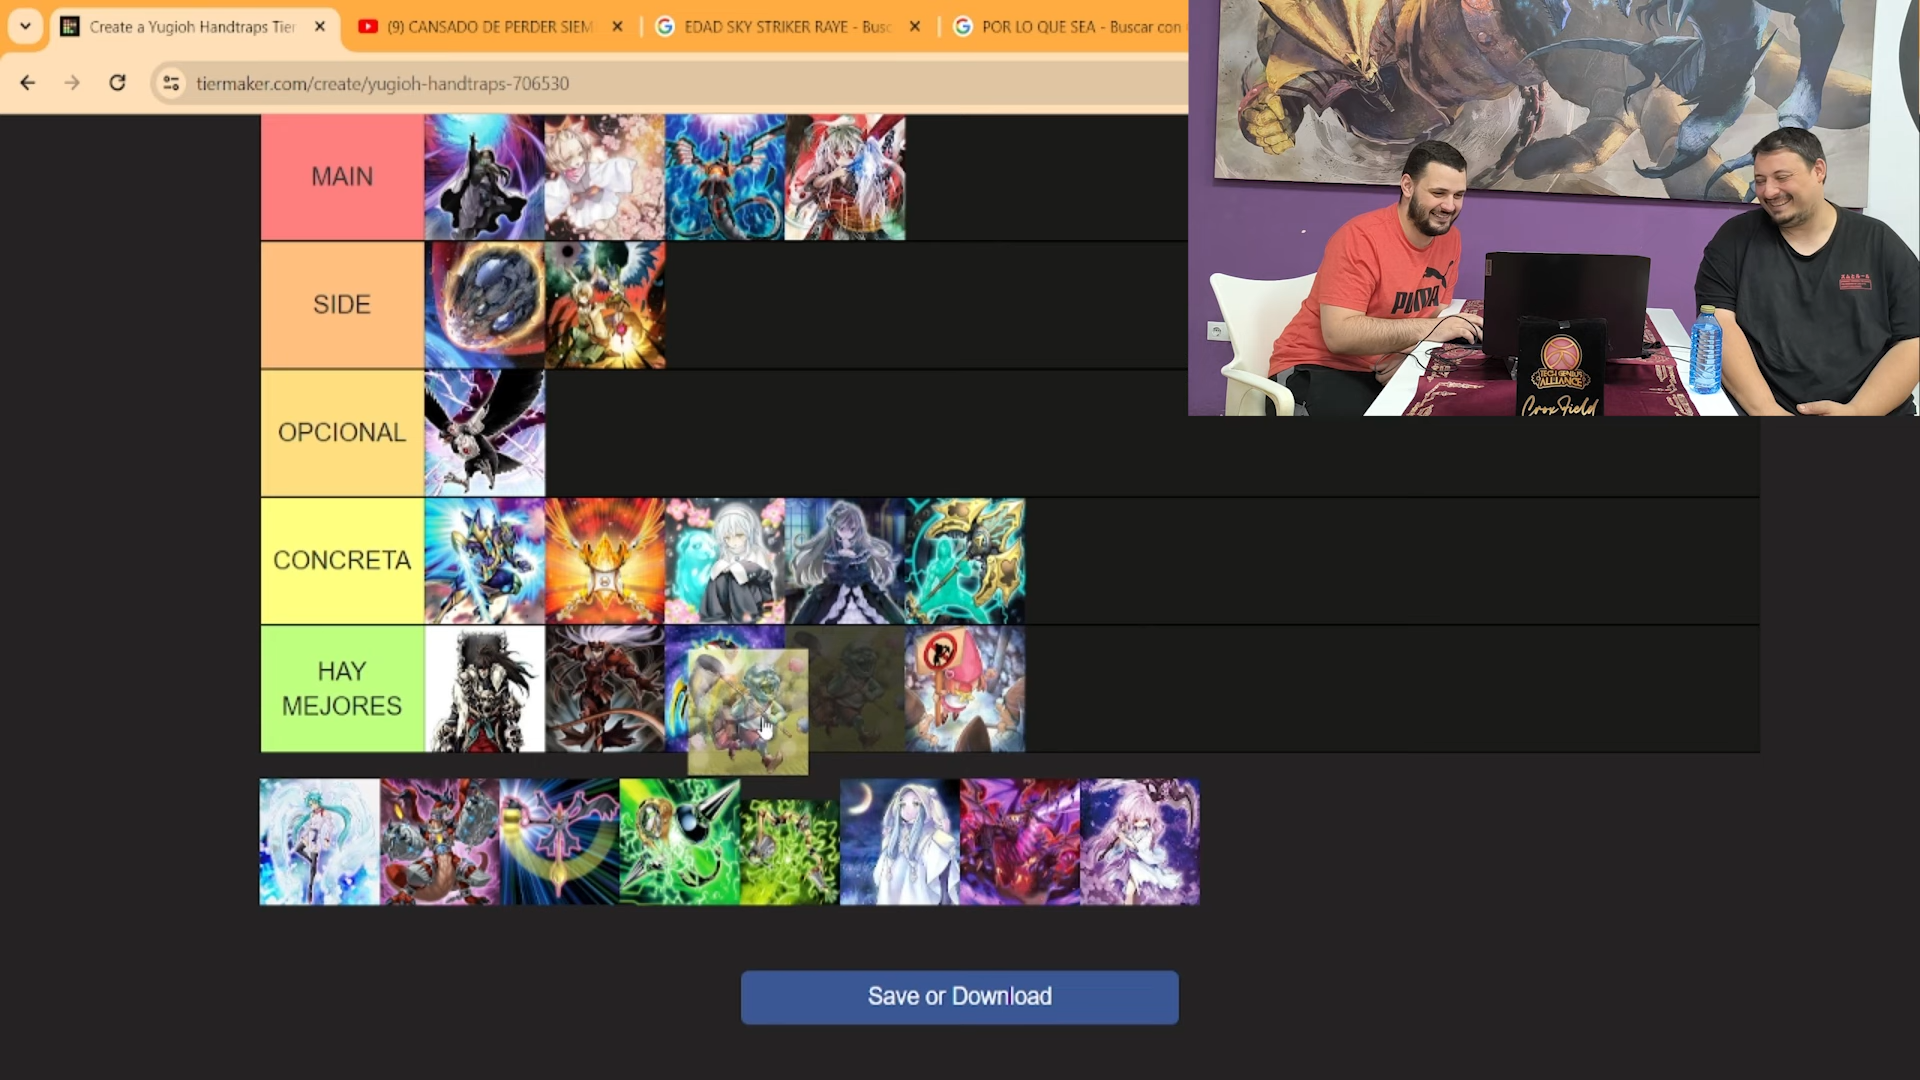 Create a Yugioh Handtraps Tier
(9) CANSADO DE PERDER SIEM
EDAD SKY STRIKER RAYE - Busc
POR LO QUE SEA - Buscar con
tiermaker.com/create/yugioh-handtraps-706530
MAIN
SIDE
OPCIONAL
CONCRETA
HAY
MEJORES
Save or Download
PUMA
TECH GENIUS
ALLIANCE
CroxField